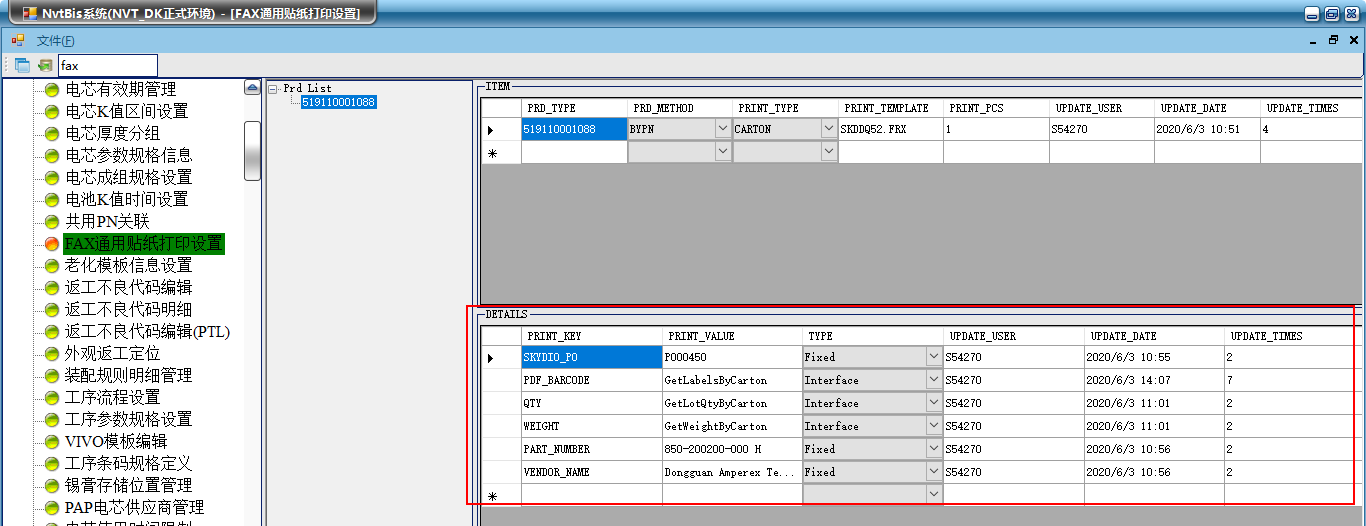 NvtBis系统(NVT_DK正式环境) - [FAX通用贴纸打印设置]
文件(F)
fax
电芯有效期管理
电芯K值区间设置
电芯厚度分组
电芯参数规格信息
电芯成组规格设置
电池K值时间设置
共用PN关联
FAX通用贴纸打印设置
老化模板信息设置
返工不良代码编辑
返工不良代码明细
返工不良代码编辑(PTL)
外观返工定位
装配规则明细管理
工序流程设置
工序参数规格设置
VIVO模板编辑
工序条码规格定义
锡膏存储位置管理
PAP电芯供应商管理
电芯使用时间限制
Prd List
519110001088
ITEM
PRD_TYPE PRD_METHOD PRINT_TYPE PRINT_TEMPLATE PRINT_PCS UPDATE_USER UPDATE_DATE UPDATE_TIMES
519110001088 BYPN CARTON SKDDQ52.FRX 1 S54270 2020/6/3 10:51 4
DETAILS
PRINT_KEY PRINT_VALUE TYPE UPDATE_USER UPDATE_DATE UPDATE_TIMES
SKYDIO_PO PO00450 Fixed S54270 2020/6/3 10:55 2
PDF_BARCODE GetLabelsByCarton Interface S54270 2020/6/3 14:07 7
QTY GetLotQtyByCarton Interface S54270 2020/6/3 11:01 2
WEIGHT GetWeightByCarton Interface S54270 2020/6/3 11:01 2
PART_NUMBER 850-200200-000 H Fixed S54270 2020/6/3 10:56 2
VENDOR_NAME Dongguan Amperex Te... Fixed S54270 2020/6/3 10:56 2